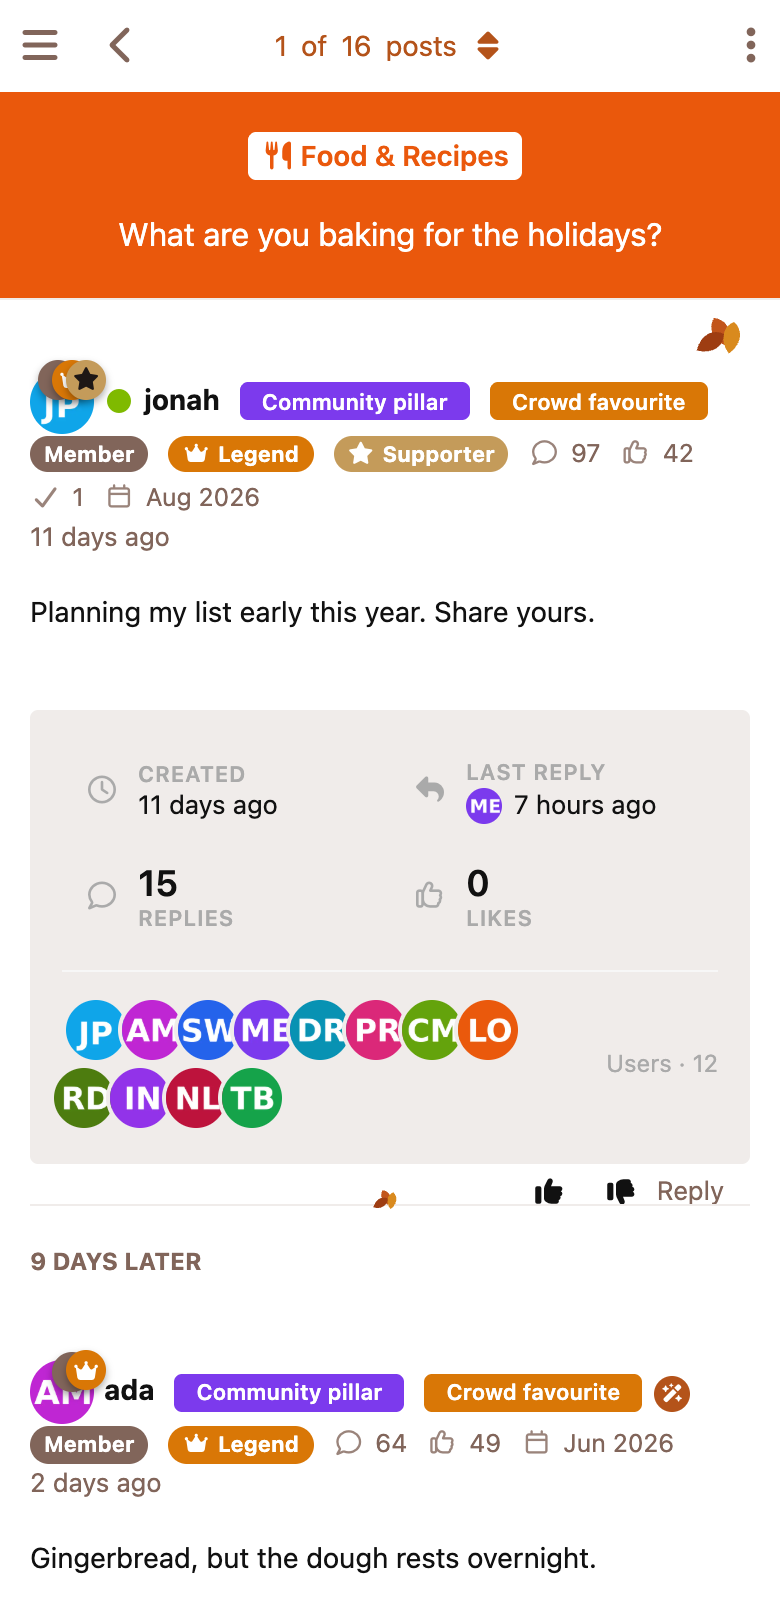 1 of 16 posts
Food & Recipes
What are you baking for the holidays?
JP jonah Community pillar Crowd favourite
Member Legend Supporter 97 42
1 Aug 2026
11 days ago
Planning my list early this year. Share yours.
CREATED
11 days ago
LAST REPLY
ME 7 hours ago
15
REPLIES
0
LIKES
JP AM SW ME DR PR CM LO
Users · 12
RD IN NL TB
Reply
9 DAYS LATER
AM ada Community pillar Crowd favourite
Member Legend 64 49 Jun 2026
2 days ago
Gingerbread, but the dough rests overnight.